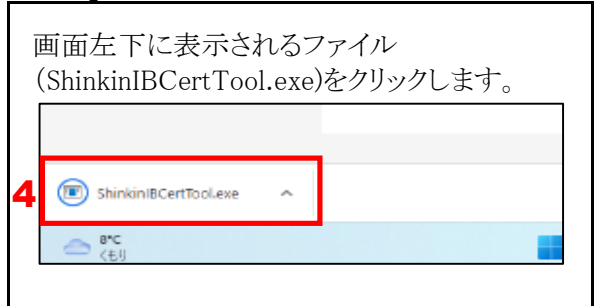 画面左下に表示されるファイル
（ShinkinIBCertTool.exe)をクリックします。
4
ShinkinIBCertTool.exe
8°C
くもり